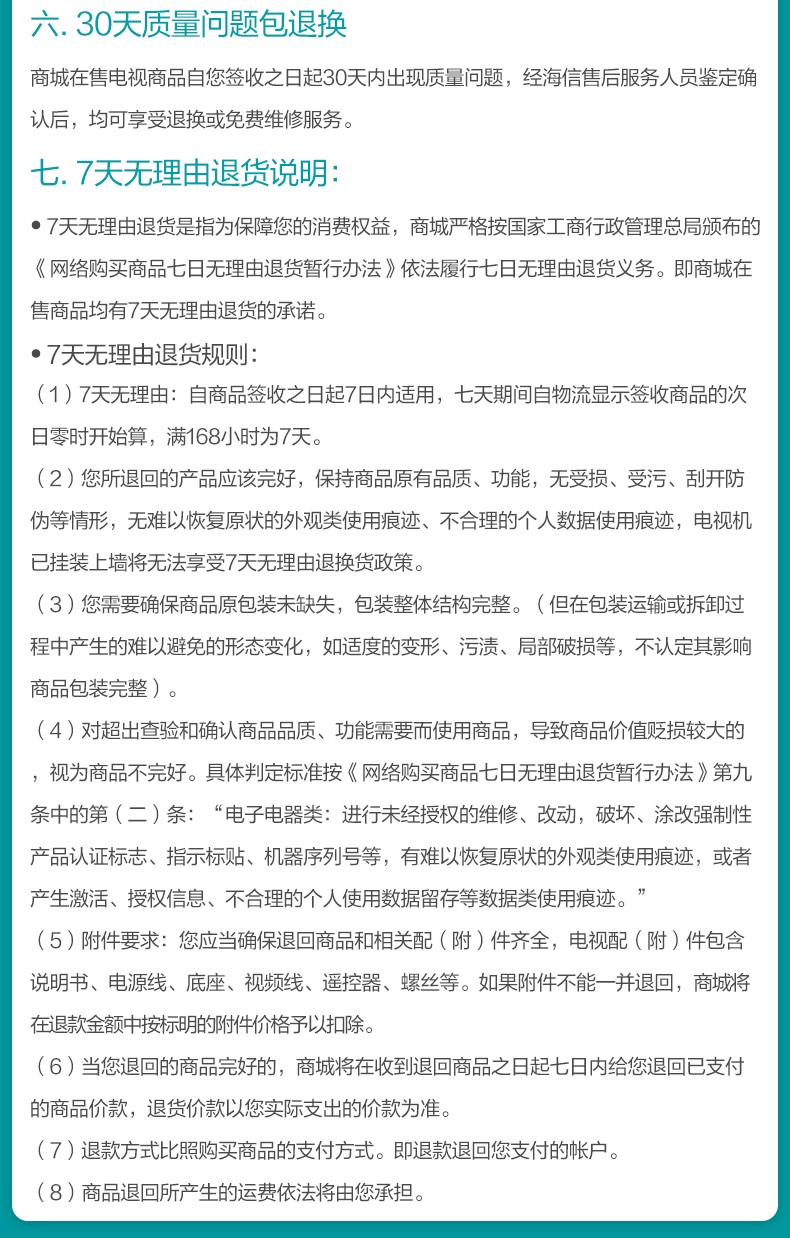 六. 30天质量问题包退换
商城在售电视商品自您签收之日起30天内出现质量问题，经海信售后服务人员鉴定确
认后，均可享受退换或免费维修服务。
七. 7天无理由退货说明：
• 7天无理由退货是指为保障您的消费权益，商城严格按国家工商行政管理总局颁布的
《网络购买商品七日无理由退货暂行办法》依法履行七日无理由退货义务。即商城在
售商品均有7天无理由退货的承诺。
• 7天无理由退货规则：
（1）7天无理由：自商品签收之日起7日内适用，七天期间自物流显示签收商品的次
日零时开始算，满168小时为7天。
（2）您所退回的产品应该完好，保持商品原有品质、功能，无受损、受污、刮开防
伪等情形，无难以恢复原状的外观类使用痕迹、不合理的个人数据使用痕迹，电视机
已挂装上墙将无法享受7天无理由退换货政策。
（3）您需要确保商品原包装未缺失，包装整体结构完整。（但在包装运输或拆卸过
程中产生的难以避免的形态变化，如适度的变形、污渍、局部破损等，不认定其影响
商品包装完整）。
（4）对超出查验和确认商品品质、功能需要而使用商品，导致商品价值贬损较大的
，视为商品不完好。具体判定标准按《网络购买商品七日无理由退货暂行办法》第九
条中的第（二）条：“电子电器类：进行未经授权的维修、改动，破坏、涂改强制性
产品认证标志、指示标贴、机器序列号等，有难以恢复原状的外观类使用痕迹，或者
产生激活、授权信息、不合理的个人使用数据留存等数据类使用痕迹。”
（5）附件要求：您应当确保退回商品和相关配（附）件齐全，电视配（附）件包含
说明书、电源线、底座、视频线、遥控器、螺丝等。如果附件不能一并退回，商城将
在退款金额中按标明的附件价格予以扣除。
（6）当您退回的商品完好的，商城将在收到退回商品之日起七日内给您退回已支付
的商品价款，退货价款以您实际支出的价款为准。
（7）退款方式比照购买商品的支付方式。即退款退回您支付的帐户。
（8）商品退回所产生的运费依法将由您承担。